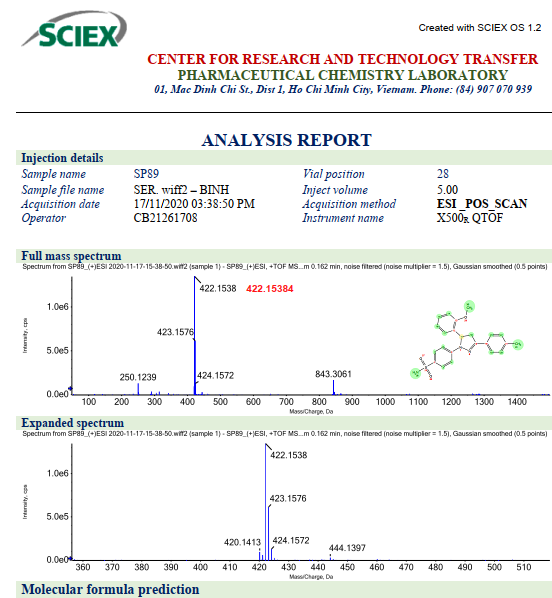 SCIEX
Created with SCIEX OS 1.2
CENTER FOR RESEARCH AND TECHNOLOGY TRANSFER
PHARMACEUTICAL CHEMISTRY LABORATORY
01, Mac Dinh Chi St., Dist 1, Ho Chi Minh City, Vietnam. Phone: (84) 907 070 939
ANALYSIS REPORT
Injection details
Sample name SP89 Vial position 28
Sample file name SER. wiff2 – BINH Inject volume 5.00
Acquisition date 17/11/2020 03:38:50 PM Acquisition method ESI _POS_SCAN
Operator CB21261708 Instrument name X500R QTOF
Full mass spectrum
Spectrum from SP89_(+)ESI 2020-11-17-15-38-50.wiff2 (sample 1) - SP89_(+)ESI, +TOF MS...m 0.162 min, noise filtered (noise multiplier = 1.5), Gaussian smoothed (0.5 points)
422.1538 422.15384
1.0e6
423.1576
5.0e5
250.1239 424.1572 843.3061
0.0e0
Intensity, cps
100 200 300 400 500 600 700 800 900 1000 1100 1200 1300 1400
Mass/Charge, Da
Expanded spectrum
Spectrum from SP89_(+)ESI 2020-11-17-15-38-50.wiff2 (sample 1) - SP89_(+)ESI, +TOF MS...m 0.162 min, noise filtered (noise multiplier = 1.5), Gaussian smoothed (0.5 points)
422.1538
1.0e6
423.1576
5.0e5
420.1413 424.1572 444.1397
0.0e0
Intensity, cps
360 370 380 390 400 410 420 430 440 450 460 470 480 490 500 510
Mass/Charge, Da
Molecular formula prediction